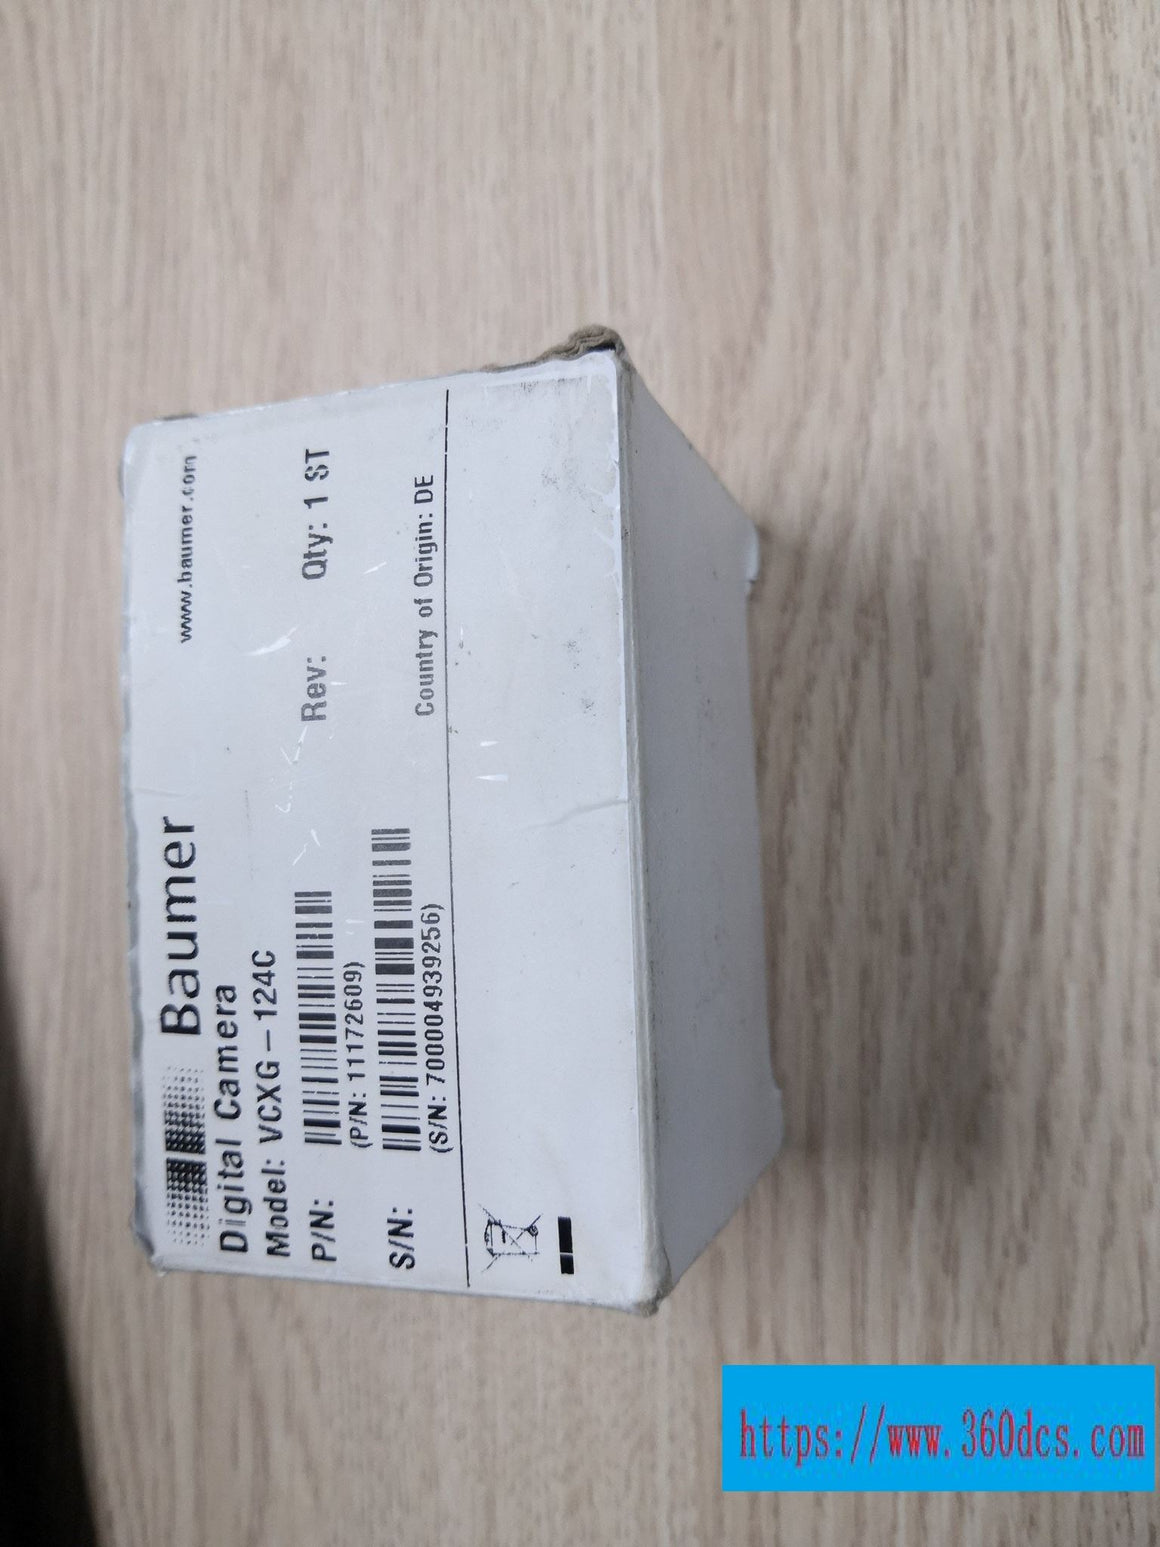 Baumer
www.baumer.com
Digital Camera
Model: VCXG-124C
P/N:
Rev:
Qty: 1 ST
(P/N: 11172609)
S/N:
Country of Origin: DE
(S/N: 700004939256)
https://www.360dcs.com